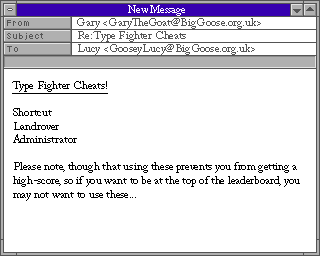 New Message
From Gary <GaryTheGoat@BigGoose.org.uk>
Subject Re: Type Fighter Cheats
To Lucy <GooseyLucy@BigGoose.org.uk>
Type Fighter Cheats!
Shortcut
Landrover
Administrator
Please note, though that using these prevents you from getting a
high-score, so if you want to be at the top of the leaderboard, you
may not want to use these...